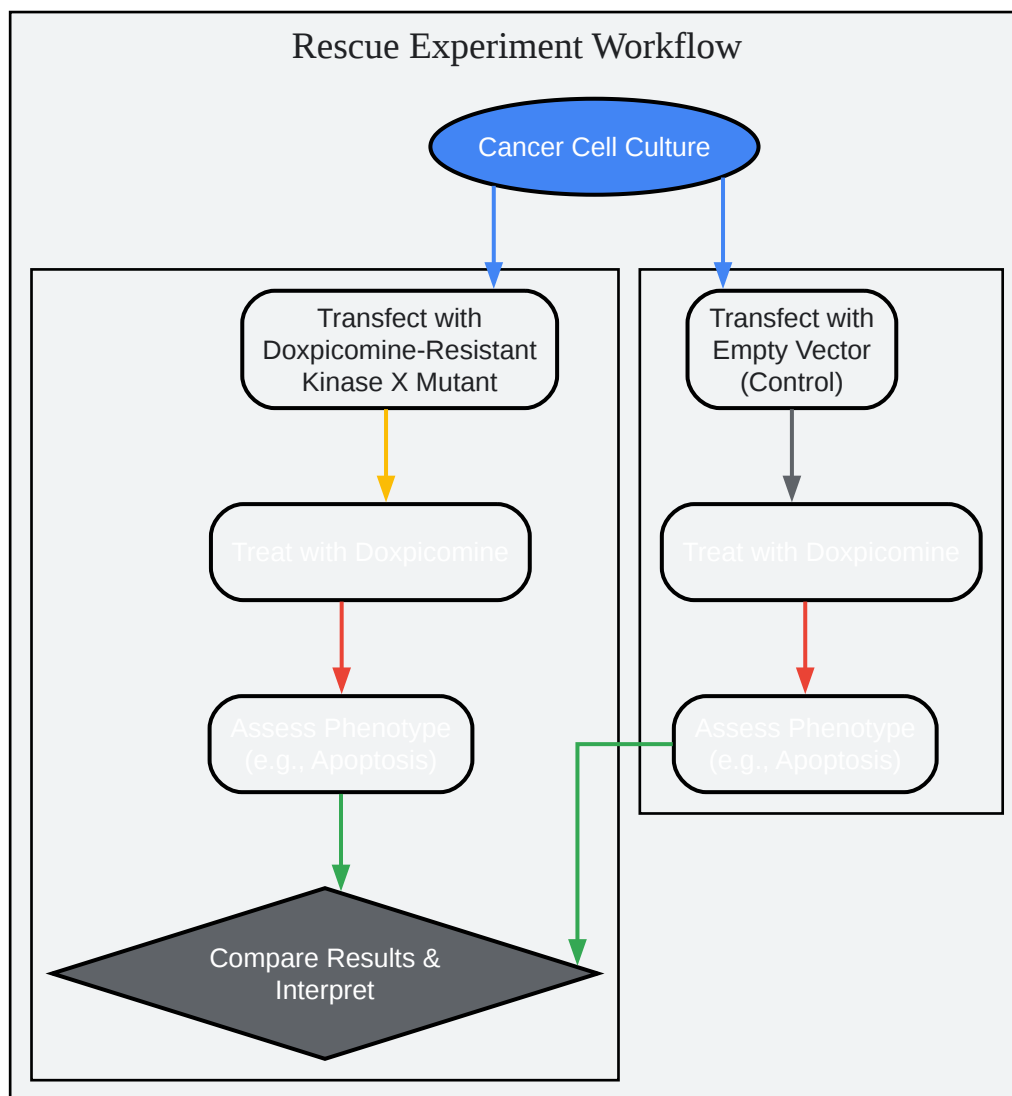 Rescue Experiment Workflow
Cancer Cell Culture
Transfect with
Doxpicomine-Resistant
Kinase X Mutant
Transfect with
Empty Vector
(Control)
Treat with Doxpicomine
Treat with Doxpicomine
Assess Phenotype
(e.g., Apoptosis)
Assess Phenotype
(e.g., Apoptosis)
Compare Results &
Interpret